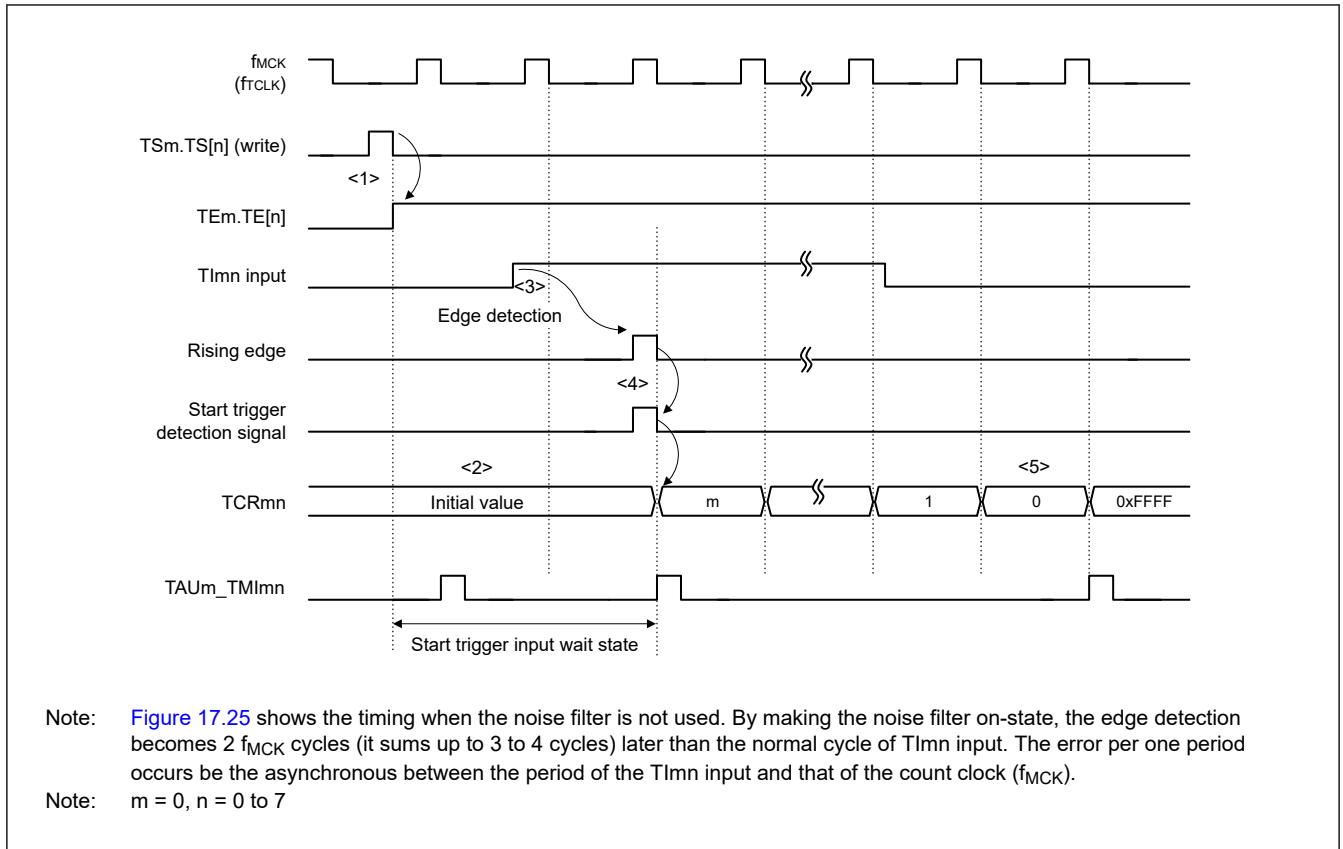 fMCK
(fTCLK)
TSm.TS[n] (write)
<1>
TEm.TE[n]
TImn input
<3>
Edge detection
Rising edge
<4>
Start trigger
detection signal
<2>
<5>
TCRmn
Initial value
m
1
0
0xFFFF
TAUm_TMImn
Start trigger input wait state
Note: Figure 17.25 shows the timing when the noise filter is not used. By making the noise filter on-state, the edge detection
becomes 2 fMCK cycles (it sums up to 3 to 4 cycles) later than the normal cycle of TImn input. The error per one period
occurs be the asynchronous between the period of the TImn input and that of the count clock (fMCK).
Note: m = 0, n = 0 to 7